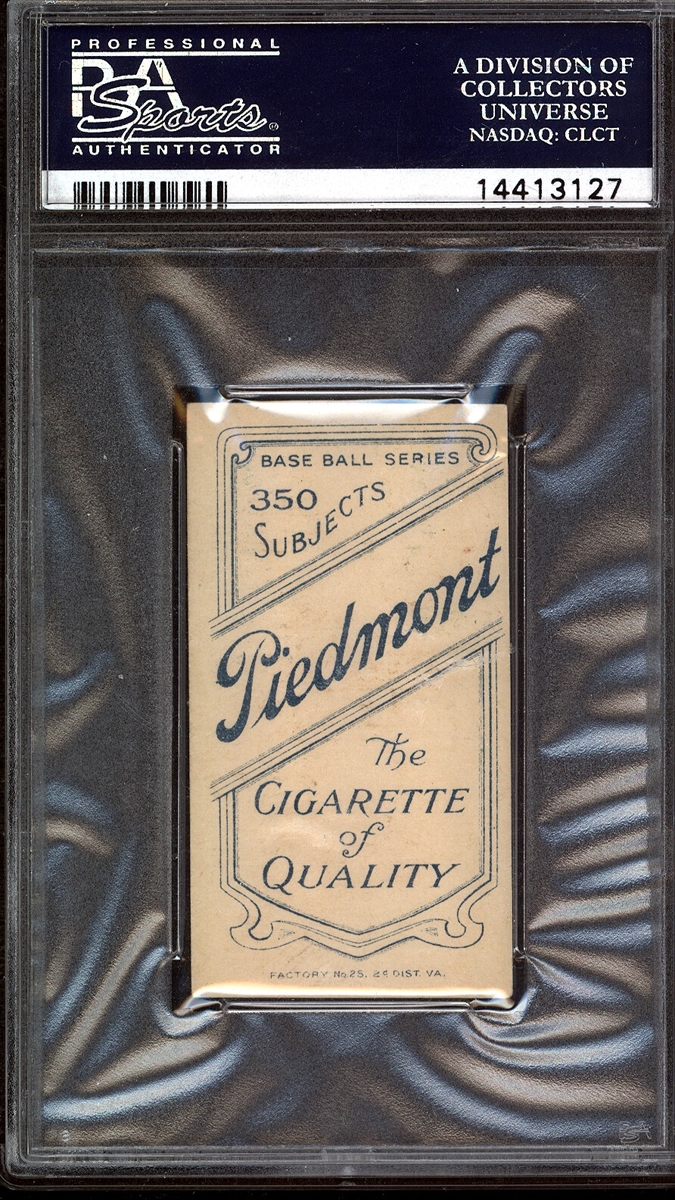 PROFESSIONAL
PSA
Sports®
AUTHENTICATOR
A DIVISION OF
COLLECTORS
UNIVERSE
NASDAQ: CLCT
14413127
BASE BALL SERIES
350
SUBJECTS
Piedmont
The
CIGARETTE
of
QUALITY
FACTORY No. 25. 2d DIST. VA.